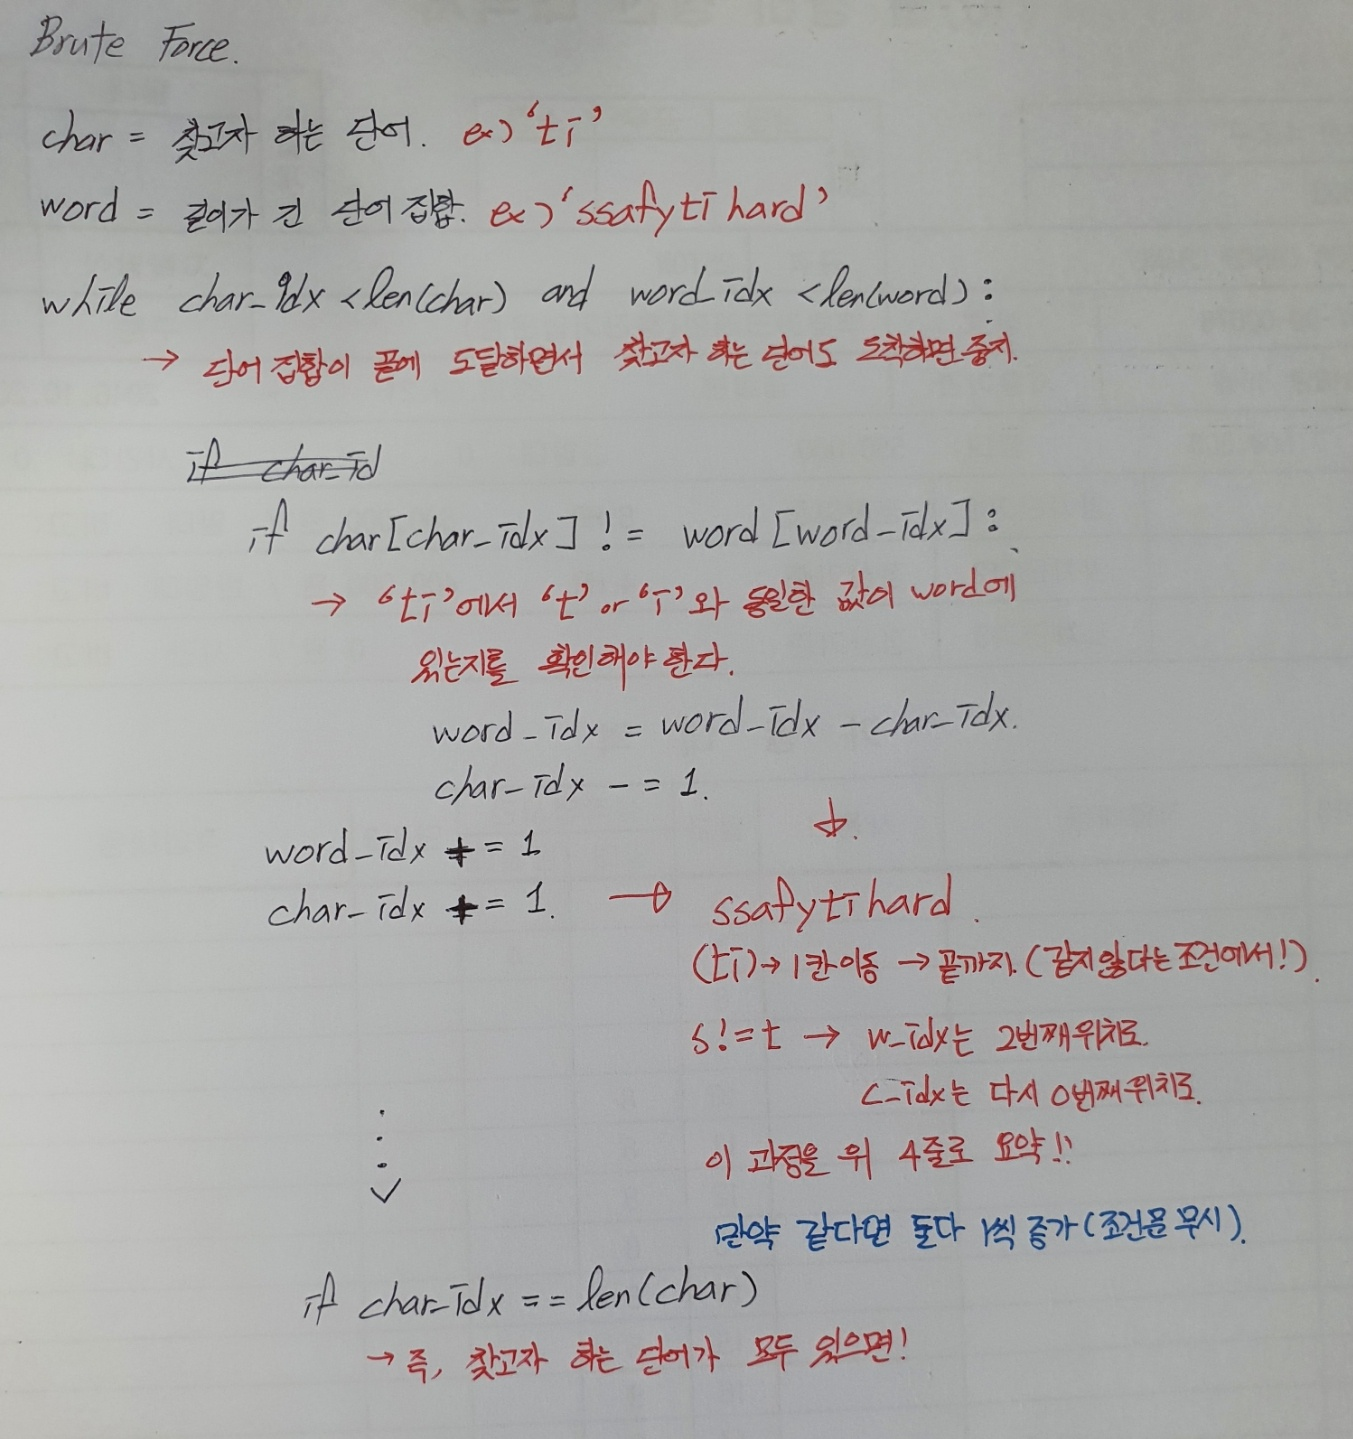 Brute Force.
char = 찾고자 하는 단어. ex) 'ti'
word = 길이가 긴 단어 집합. ex) 'ssafytihard'
while char_idx < len(char) and word_idx < len(word) :
→ 단어 집합이 끝에 도달하면서 찾고자 하는 단어도 도착하면 중지.
if char_id
if char[char_idx] != word[word_idx] :
→ 'ti'에서 't' or 'i'와 동일한 값이 word에
있는지를 확인해야 한다.
word_idx = word_idx - char_idx.
char_idx -= 1.
word_idx += 1
char_idx += 1. → ssafytihard.
(ti) → 1칸 이동 → 끝까지. (같지 않다는 조건에서!).
s != t → w_idx는 2번째 위치로.
c_idx는 다시 0번째 위치로.
이 과정을 위 4줄로 요약!!
만약 같다면 둘다 1씩 증가 (조건문 무시).
if char_idx == len(char)
→ 즉, 찾고자 하는 단어가 모두 있으면!